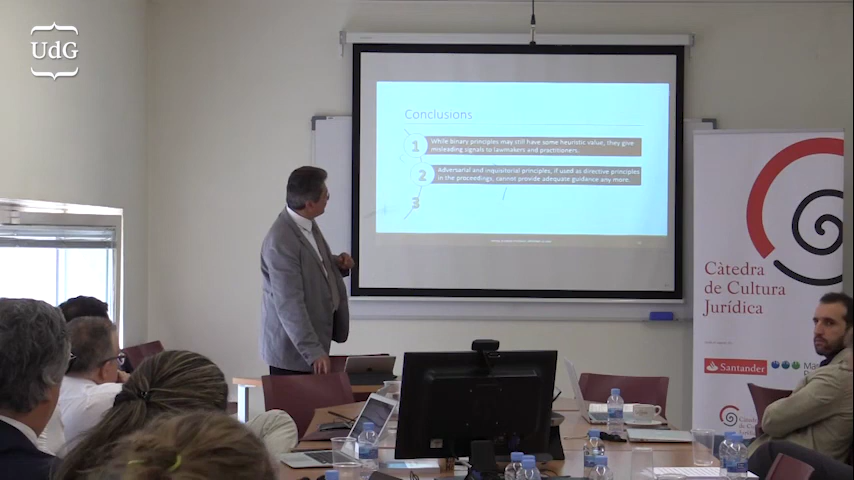 UdG
Conclusions
1
While binary principles may still have some heuristic value, they give
misleading signals to lawmakers and practitioners.
2
Adversarial and inquisitorial principles, if used as directive principles
in the proceedings, cannot provide adequate guidance any more.
3
Càtedra
de Cultura
Jurídica
Santander